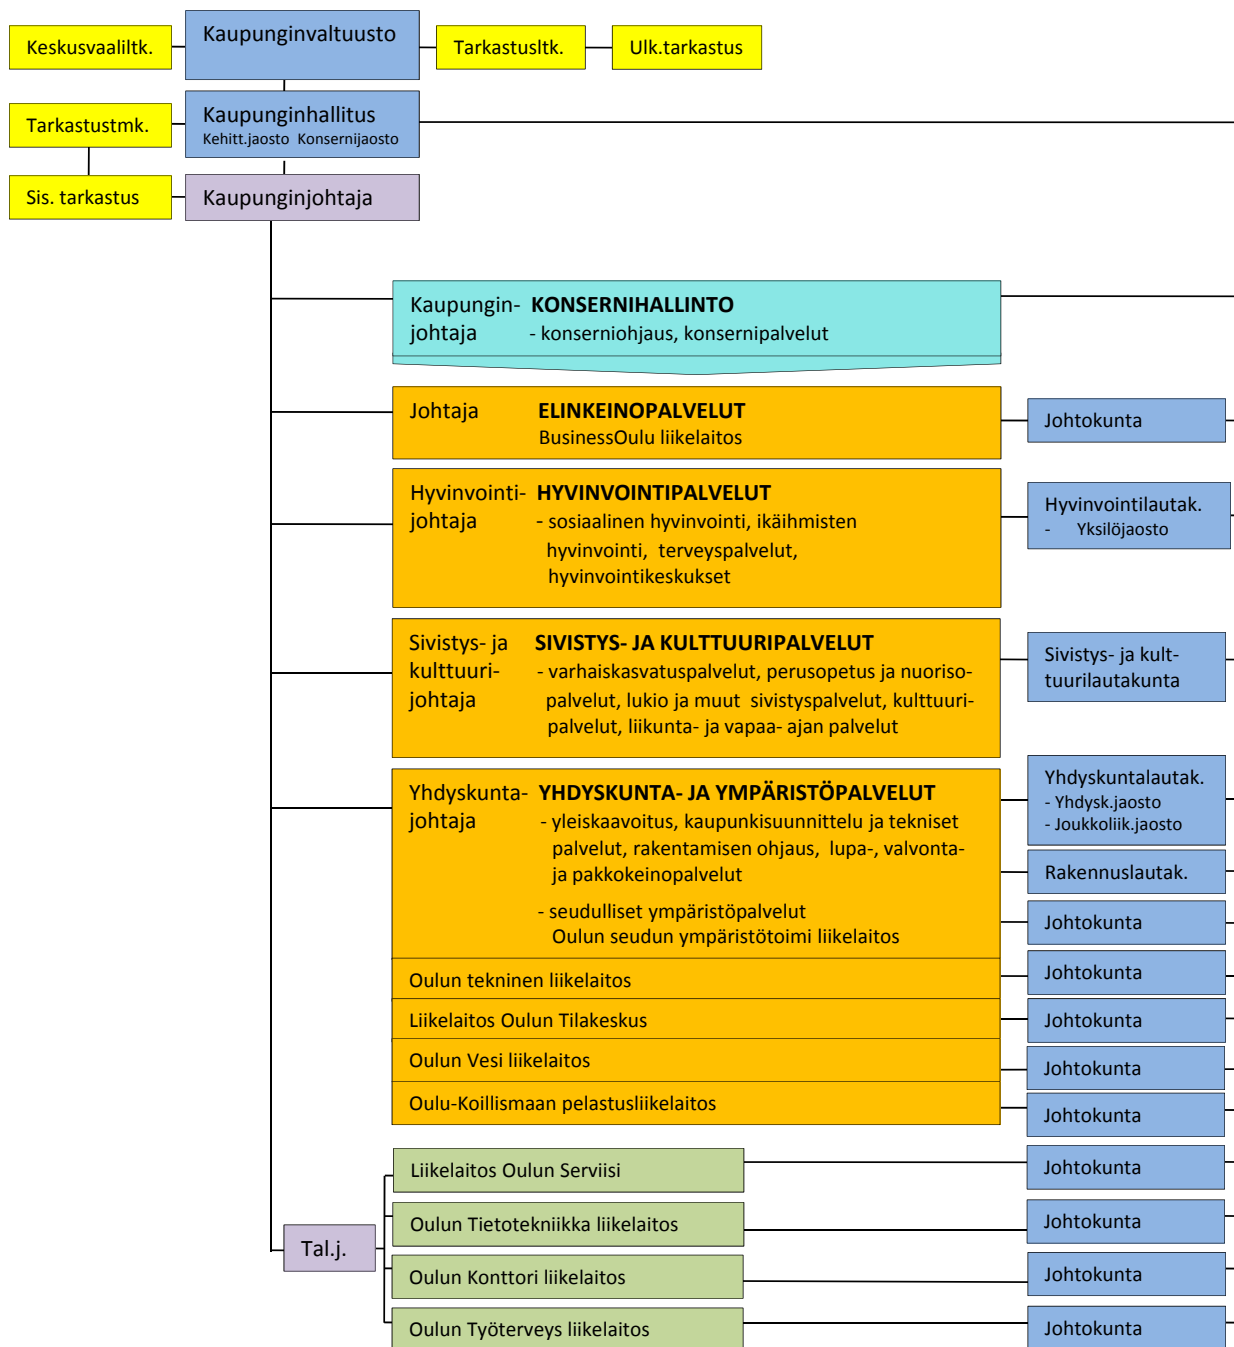 Keskusvaaliltk.
Kaupunginvaltuusto
Tarkastusltk.
Ulk.tarkastus
Tarkastustmk.
Kaupunginhallitus
Kehitt.jaosto Konsernijaosto
Sis. tarkastus
Kaupunginjohtaja
Kaupungin- KONSERNIHALLINTO
johtaja - konserniohjaus, konsernipalvelut
Johtaja ELINKEINOPALVELUT
BusinessOulu liikelaitos
Johtokunta
Hyvinvointi- HYVINVOINTIPALVELUT
johtaja - sosiaalinen hyvinvointi, ikäihmisten
hyvinvointi, terveyspalvelut,
hyvinvointikeskukset
Hyvinvointilautak.
- Yksilöjaosto
Sivistys- ja SIVISTYS- JA KULTTUURIPALVELUT
kulttuuri- - varhaiskasvatuspalvelut, perusopetus ja nuoriso-
johtaja palvelut, lukio ja muut sivistyspalvelut, kulttuuri-
palvelut, liikunta- ja vapaa- ajan palvelut
Sivistys- ja kult-
tuurilautakunta
Yhdyskunta- YHDYSKUNTA- JA YMPÄRISTÖPALVELUT
johtaja - yleiskaavoitus, kaupunkisuunnittelu ja tekniset
palvelut, rakentamisen ohjaus, lupa-, valvonta-
ja pakkokeinopalvelut
- seudulliset ympäristöpalvelut
Oulun seudun ympäristötoimi liikelaitos
Yhdyskuntalautak.
- Yhdysk.jaosto
- Joukkoliik.jaosto
Rakennuslautak.
Johtokunta
Oulun tekninen liikelaitos
Johtokunta
Liikelaitos Oulun Tilakeskus
Johtokunta
Oulun Vesi liikelaitos
Johtokunta
Oulu-Koillismaan pelastusliikelaitos
Johtokunta
Tal.j.
Liikelaitos Oulun Serviisi
Johtokunta
Oulun Tietotekniikka liikelaitos
Johtokunta
Oulun Konttori liikelaitos
Johtokunta
Oulun Työterveys liikelaitos
Johtokunta